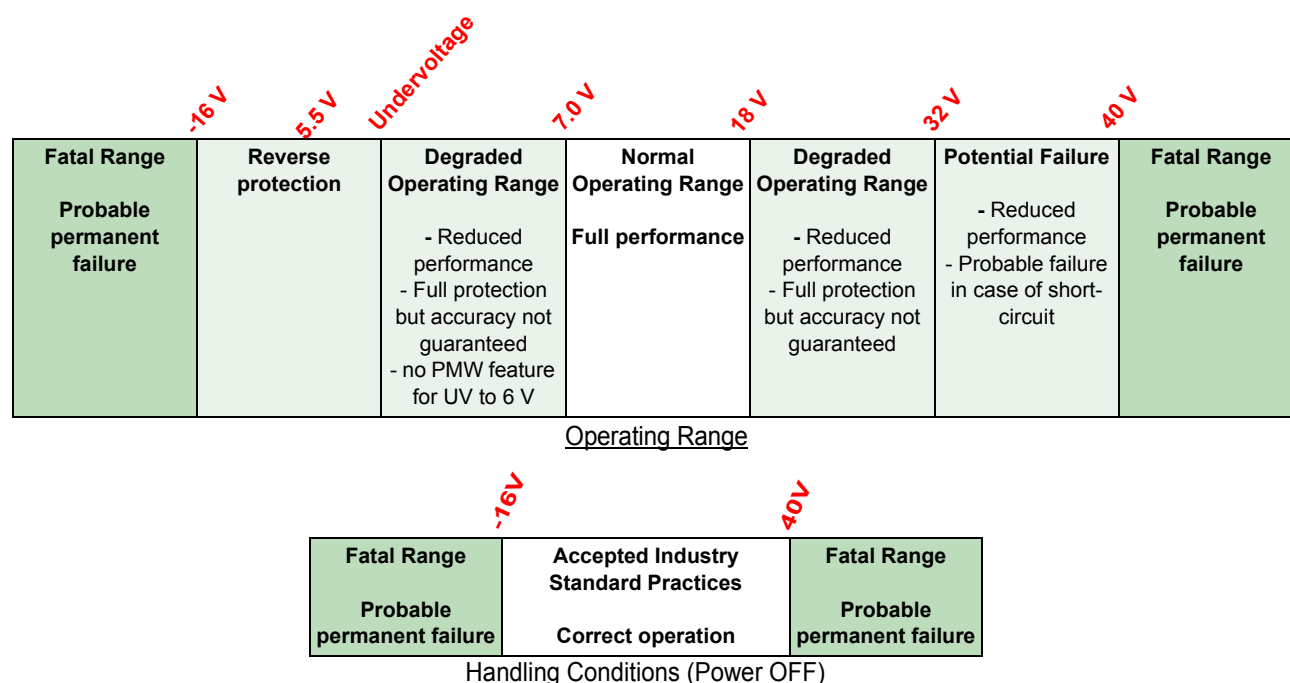 -16 V
5.5 V
Undervoltage
7.0 V
18 V
32 V
40 V
Fatal Range
Probable
permanent
failure
Reverse
protection
Degraded
Operating Range
- Reduced
performance
- Full protection
but accuracy not
guaranteed
- no PMW feature
for UV to 6 V
Normal
Operating Range
Full performance
Degraded
Operating Range
- Reduced
performance
- Full protection
but accuracy not
guaranteed
Potential Failure
- Reduced
performance
- Probable failure
in case of short-
circuit
Fatal Range
Probable
permanent
failure
Operating Range
-16V
40V
Fatal Range
Probable
permanent failure
Accepted Industry
Standard Practices
Correct operation
Fatal Range
Probable
permanent failure
Handling Conditions (Power OFF)